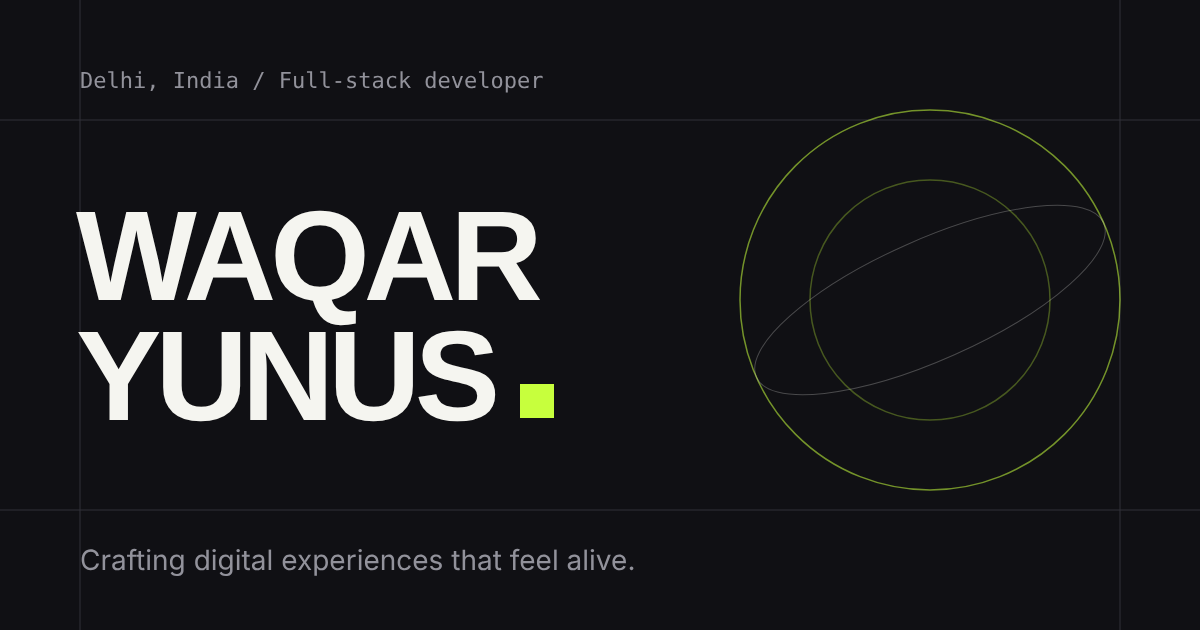 Delhi, India / Full-stack developer
WAQAR
YUNUS
Crafting digital experiences that feel alive.